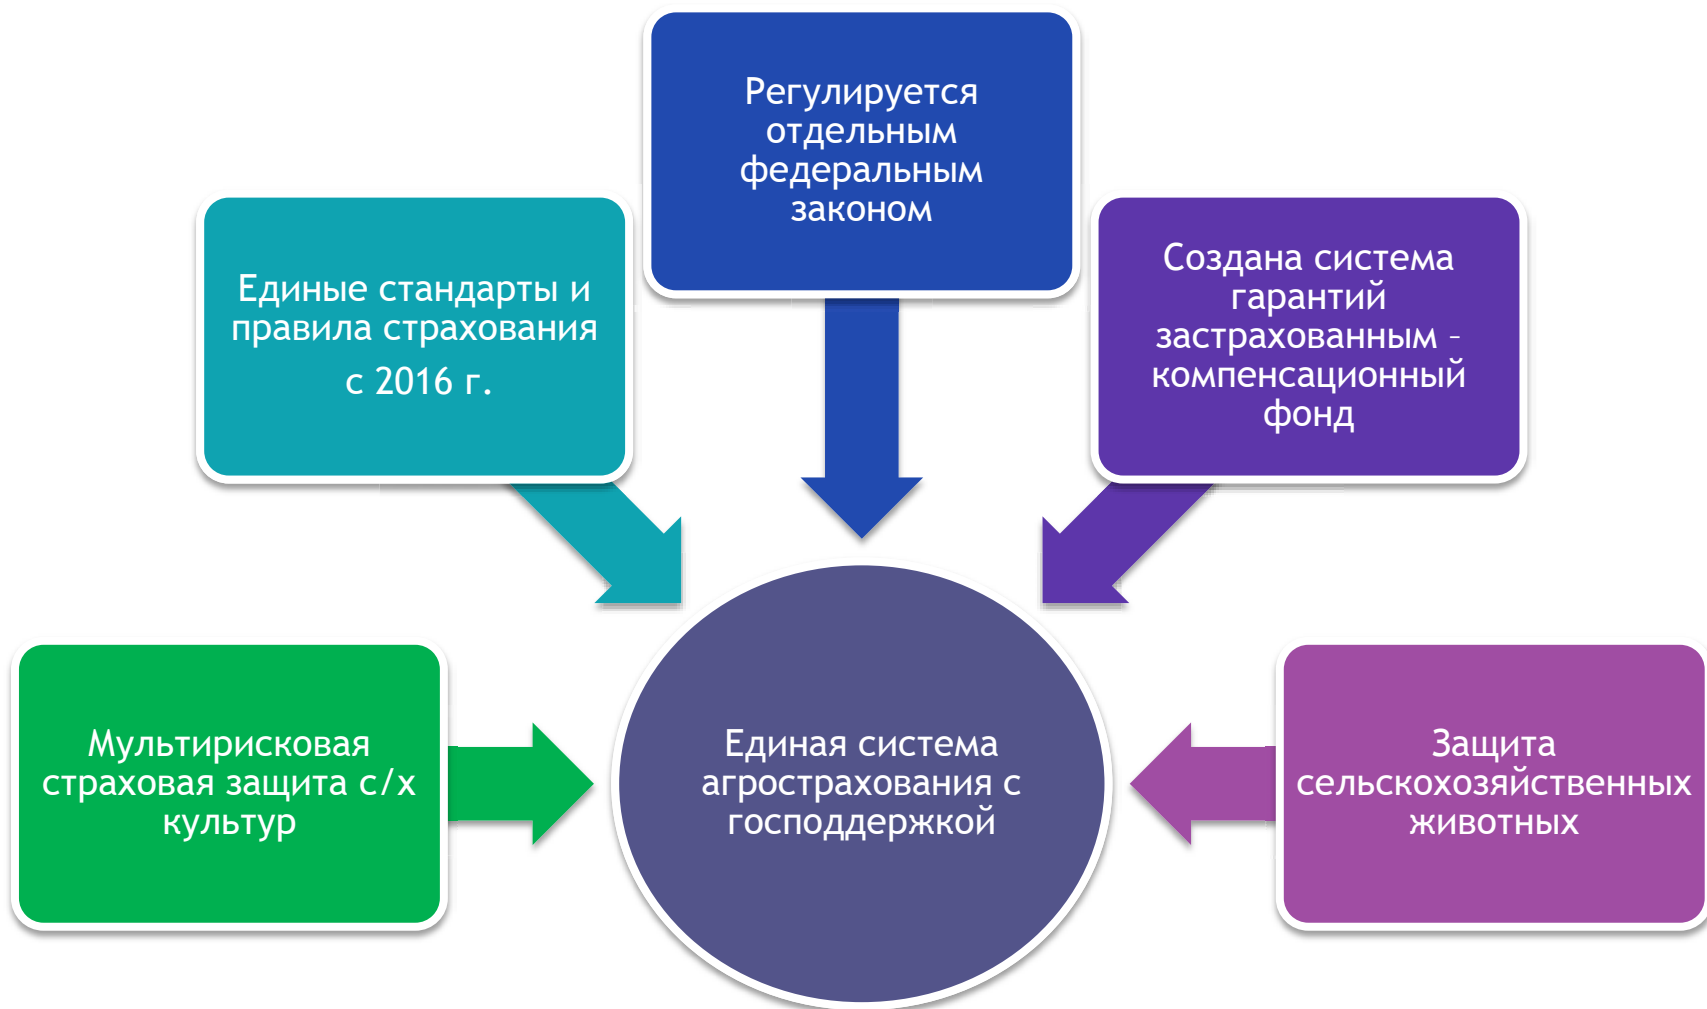 Регулируется
отдельным
федеральным
законом
Единые стандарты и
правила страхования
с 2016 г.
Создана система
гарантий
застрахованным –
компенсационный
фонд
Мультирисковая
страховая защита с/х
культур
Единая система
агрострахования с
господдержкой
Защита
сельскохозяйственных
животных